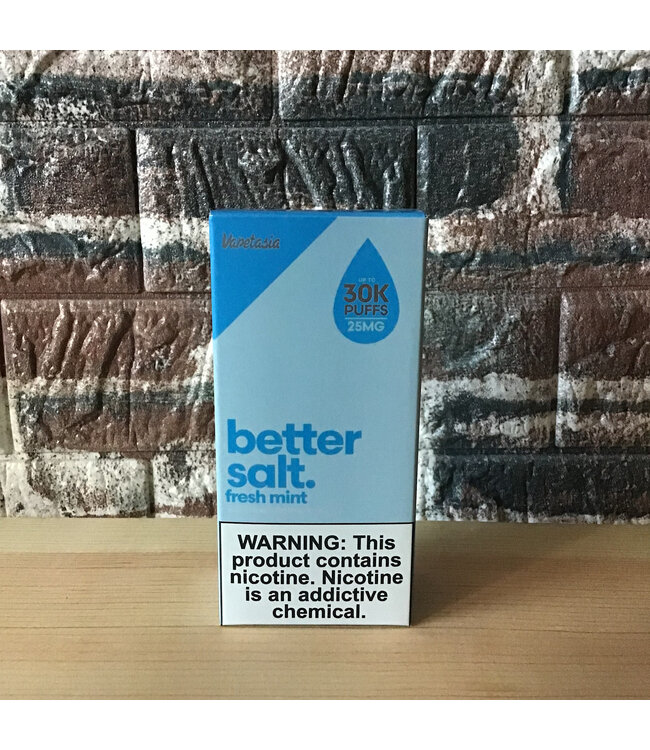 Vapetasia
UP TO
30K
PUFFS
25MG
better
salt.
fresh mint
WARNING: This
product contains
nicotine. Nicotine
is an addictive
chemical.